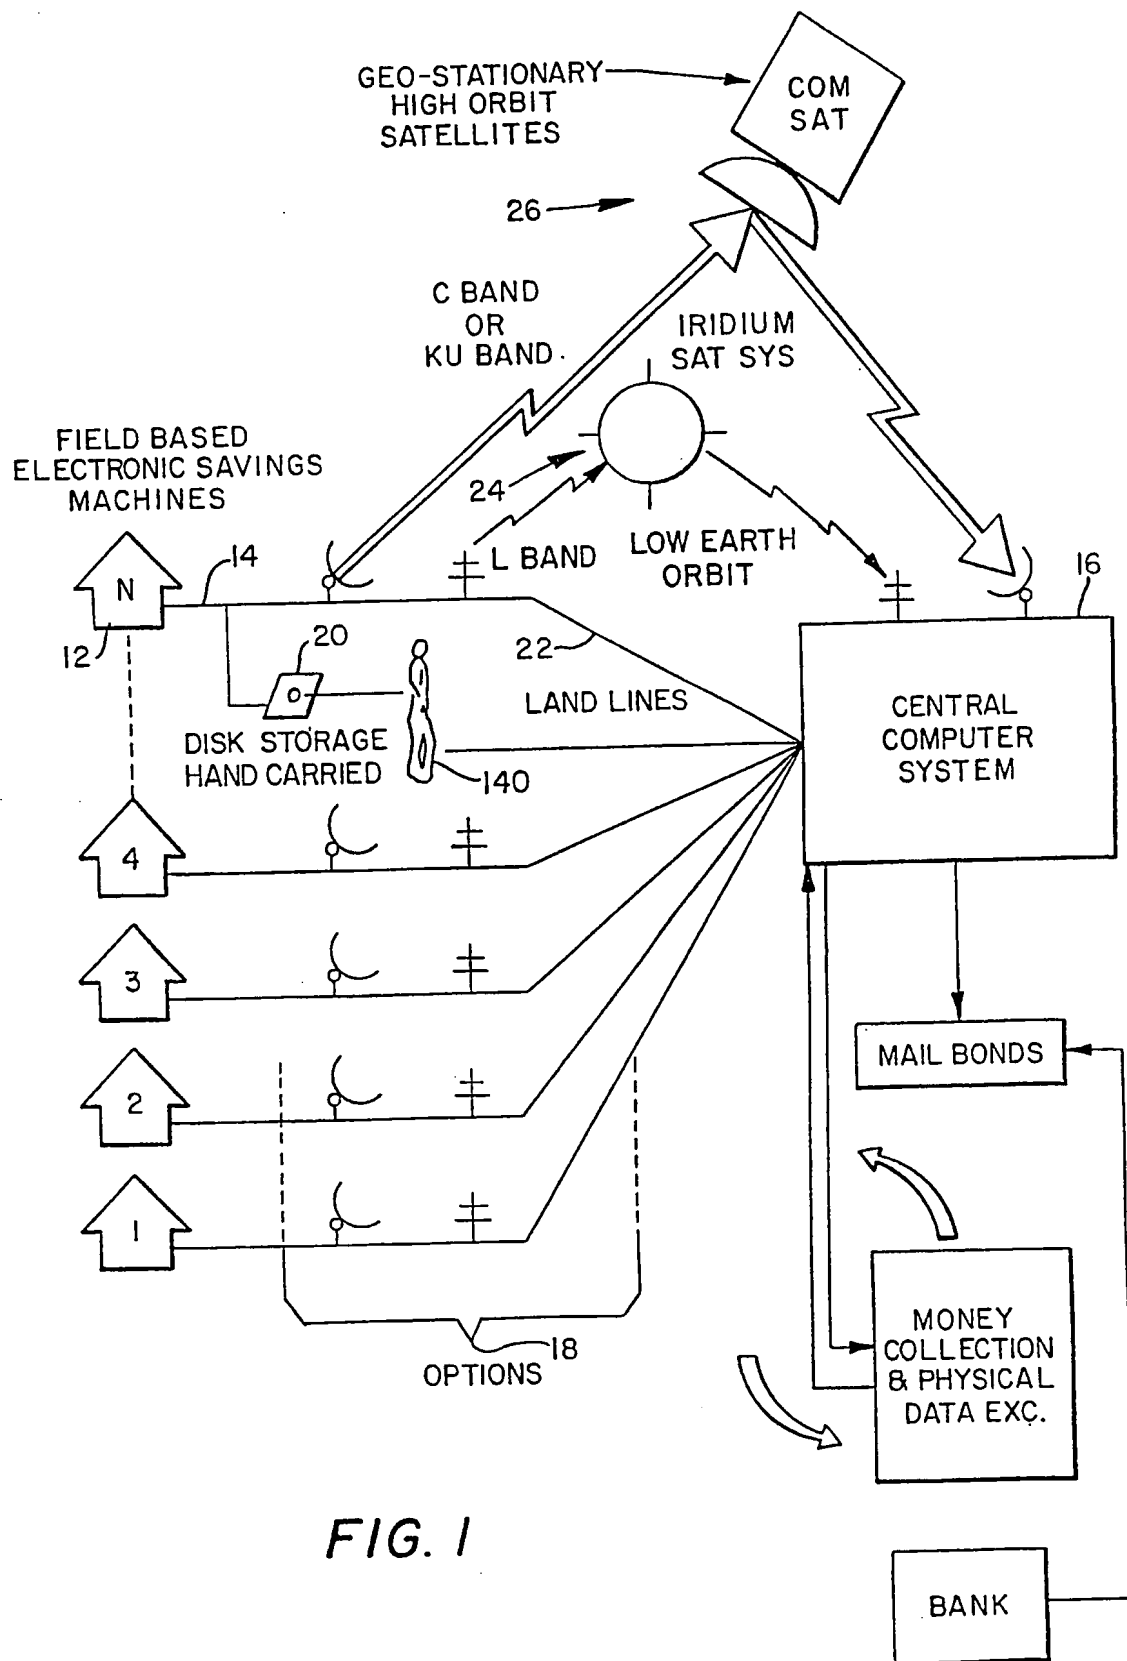 GEO-STATIONARY
HIGH ORBIT
SATELLITES
COM
SAT
26
C BAND
OR
KU BAND
IRIDIUM
SAT SYS
FIELD BASED
ELECTRONIC SAVINGS
MACHINES
24
L BAND
LOW EARTH
ORBIT
N
14
16
12
20
22
LAND LINES
DISK STORAGE
HAND CARRIED
140
CENTRAL
COMPUTER
SYSTEM
4
3
MAIL BONDS
2
1
18
OPTIONS
MONEY
COLLECTION
& PHYSICAL
DATA EXC.
FIG. 1
BANK